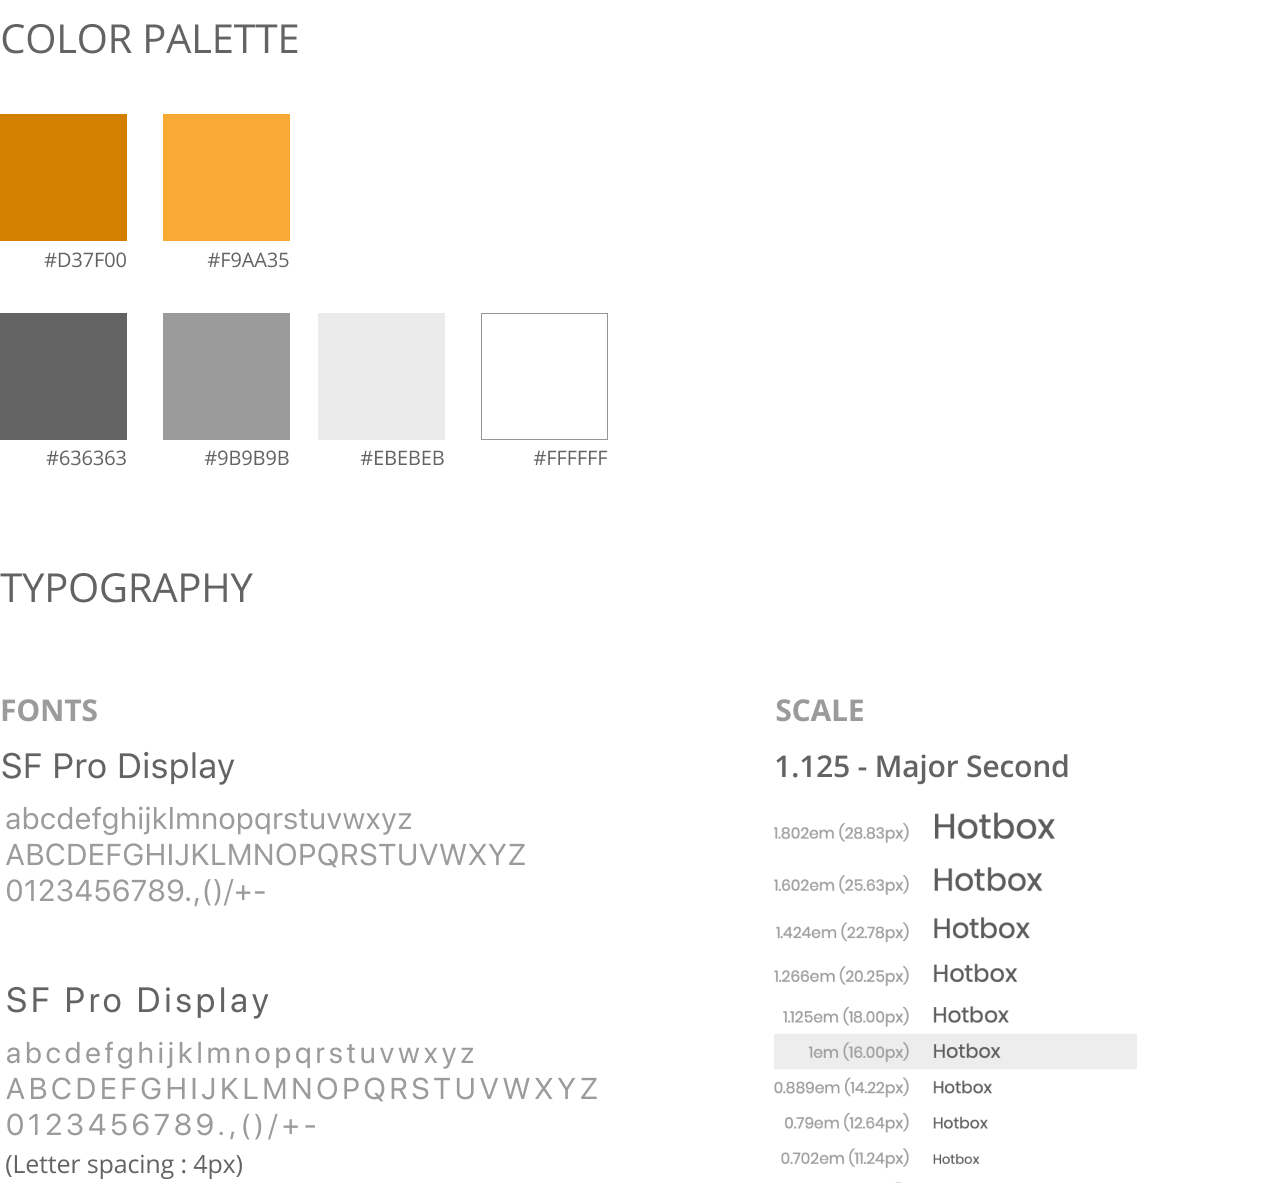 COLOR PALETTE
#D37F00 #F9AA35
#636363 #9B9B9B #EBEBEB #FFFFFF
TYPOGRAPHY
FONTS
SF Pro Display
abcdefghijklmnopqrstuvwxyz
ABCDEFGHIJKLMNOPQRSTUVWXYZ
0123456789.,()/+-
SF Pro Display
abcdefghijklmnopqrstuvwxyz
ABCDEFGHIJKLMNOPQRSTUVWXYZ
0123456789.,()/+-
(Letter spacing : 4px)
SCALE
1.125 - Major Second
1.802em (28.83px) Hotbox
1.602em (25.63px) Hotbox
1.424em (22.78px) Hotbox
1.266em (20.25px) Hotbox
1.125em (18.00px) Hotbox
1em (16.00px) Hotbox
0.889em (14.22px) Hotbox
0.79em (12.64px) Hotbox
0.702em (11.24px) Hotbox